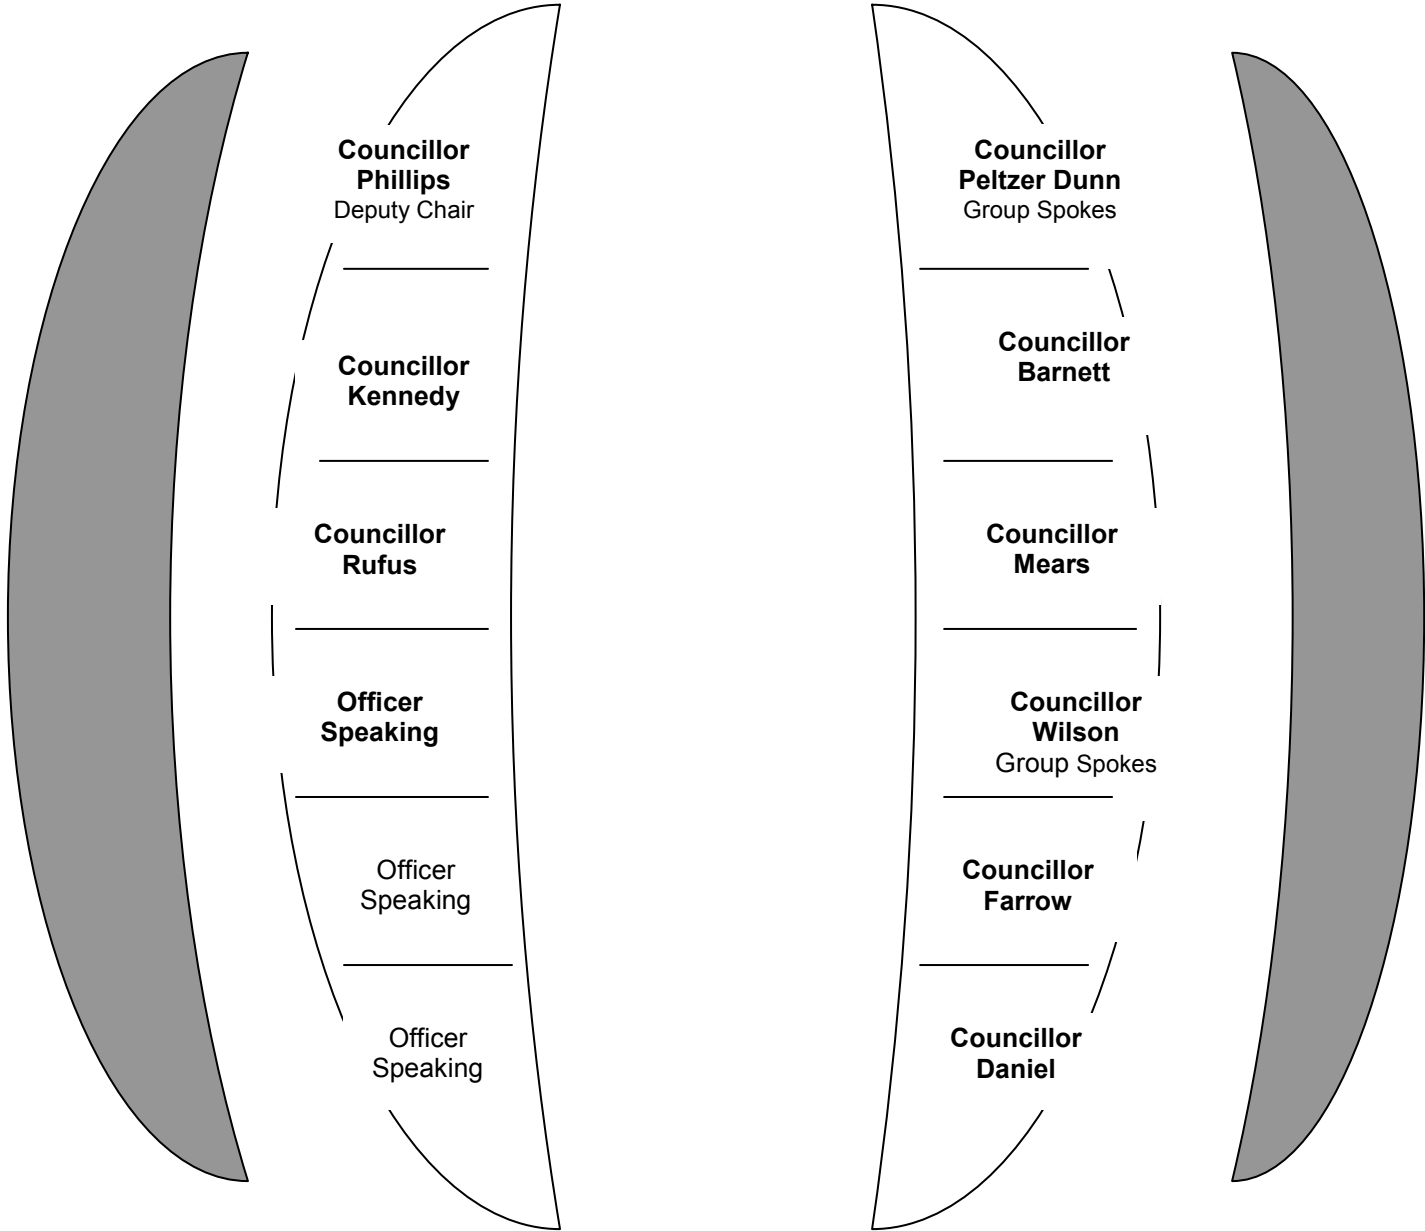 Councillor
Phillips
Deputy Chair
Councillor
Kennedy
Councillor
Rufus
Officer
Speaking
Officer
Speaking
Officer
Speaking
Councillor
Peltzer Dunn
Group Spokes
Councillor
Barnett
Councillor
Mears
Councillor
Wilson
Group Spokes
Councillor
Farrow
Councillor
Daniel